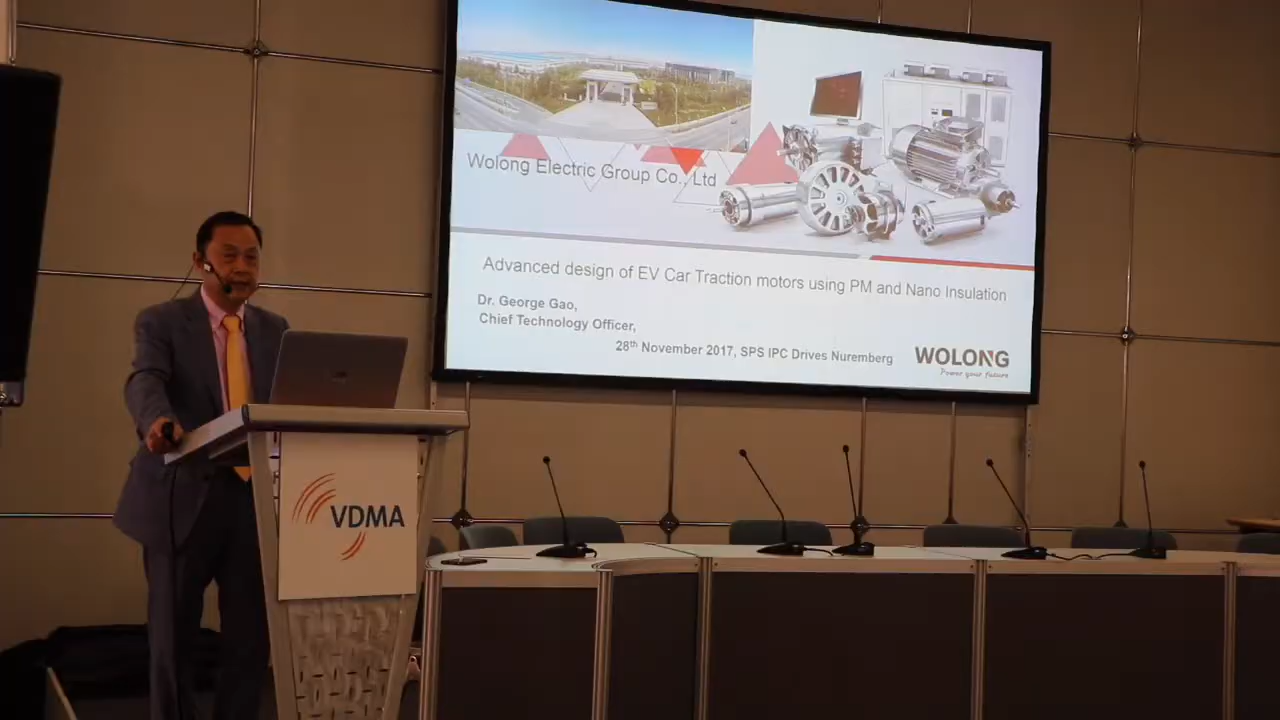 Wolong Electric Group Co., Ltd
Advanced design of EV Car Traction motors using PM and Nano Insulation
Dr. George Gao,
Chief Technology Officer,
28th November 2017, SPS IPC Drives Nuremberg
WOLONG
Power your future
VDMA